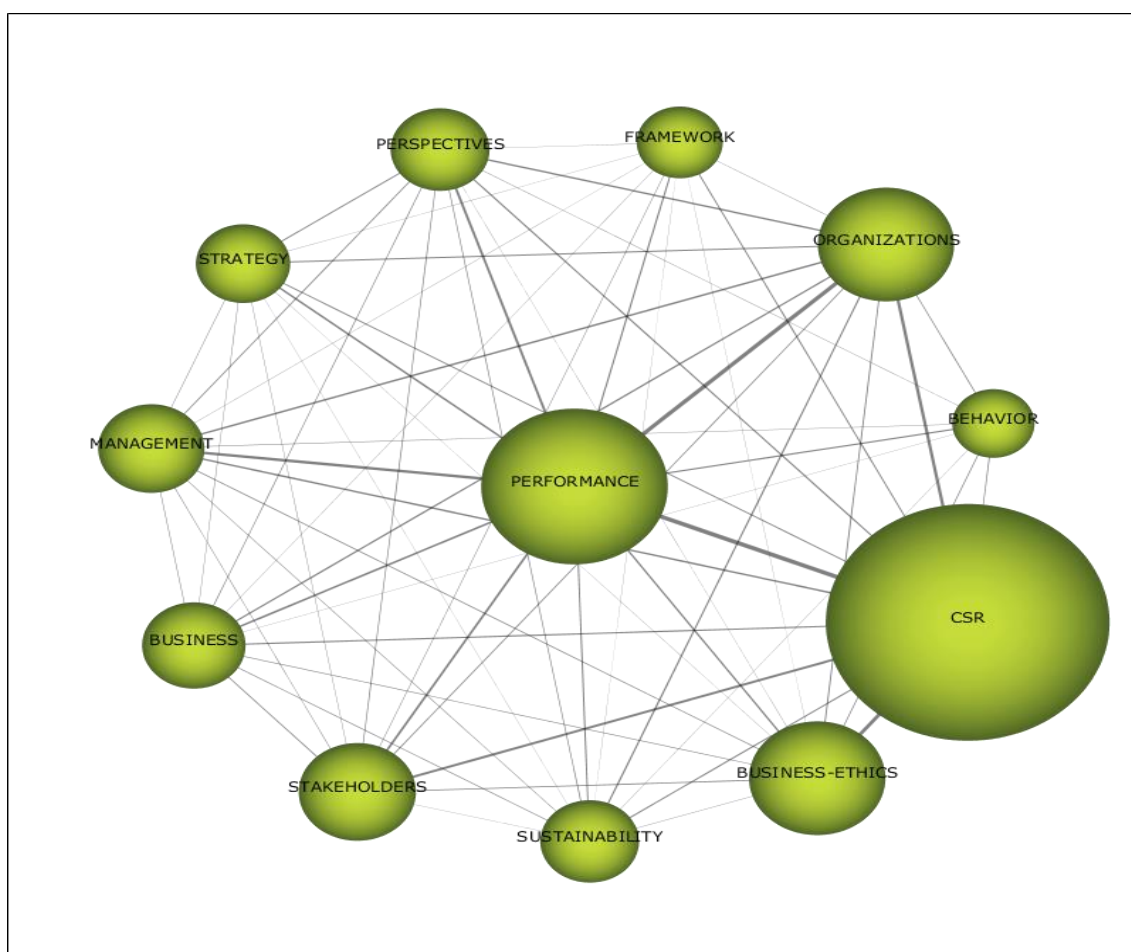 FRAMEWORK
PERSPECTIVES
ORGANIZATIONS
STRATEGY
BEHAVIOR
MANAGEMENT
PERFORMANCE
CSR
BUSINESS
BUSINESS-ETHICS
STAKEHOLDERS
SUSTAINABILITY